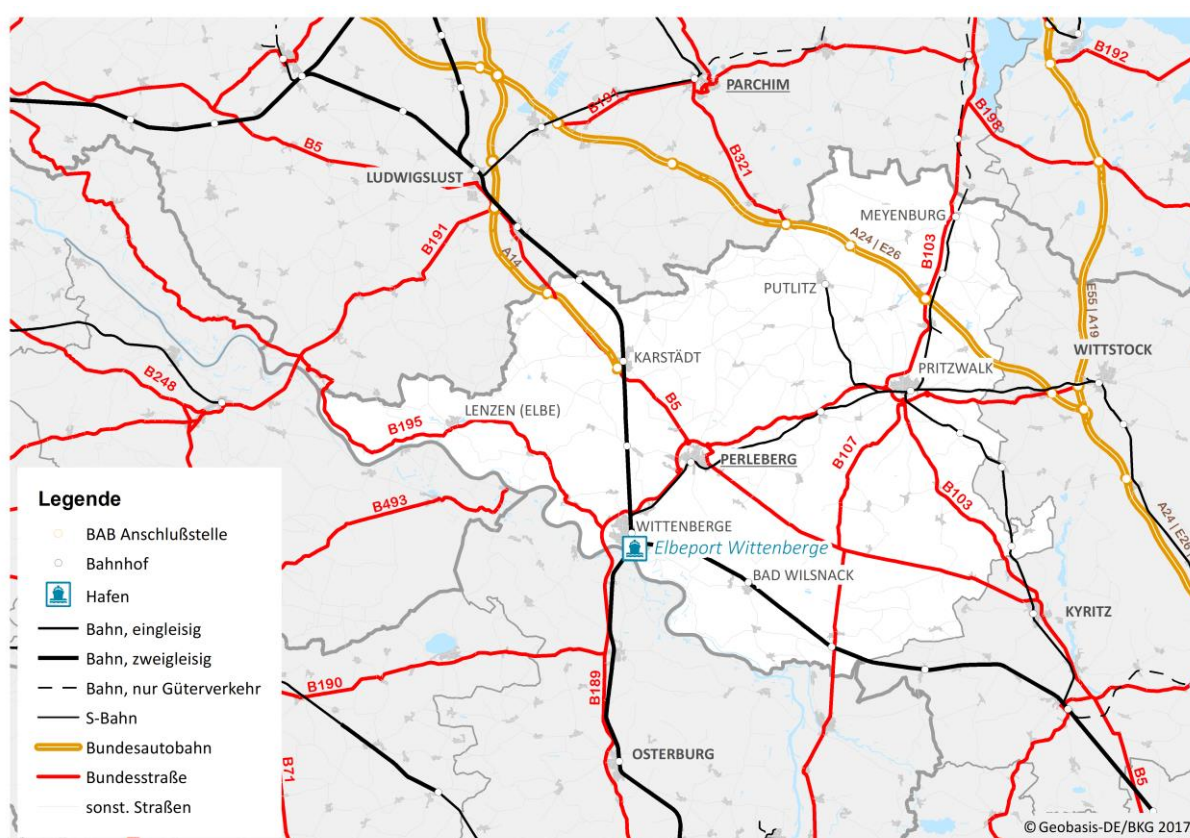 B192
B191
PARCHIM
B198
B5
LUDWIGSLUST
B321
MEYENBURG
B191
A24 | E26
B103
A14
PUTLITZ
E55 | A19
WITTSTOCK
KARSTÄDT
PRITZWALK
B248
LENZEN (ELBE)
B5
B195
B107
PERLEBERG
B103
B493
A24 | E26
WITTENBERGE
Elbeport Wittenberge
BAD WILSNACK
KYRITZ
B190
B189
OSTERBURG
B71
B5
Legende
BAB Anschlußstelle
Bahnhof
Hafen
Bahn, eingleisig
Bahn, zweigleisig
Bahn, nur Güterverkehr
S-Bahn
Bundesautobahn
Bundesstraße
sonst. Straßen
© Geobasis-DE/BKG 2017